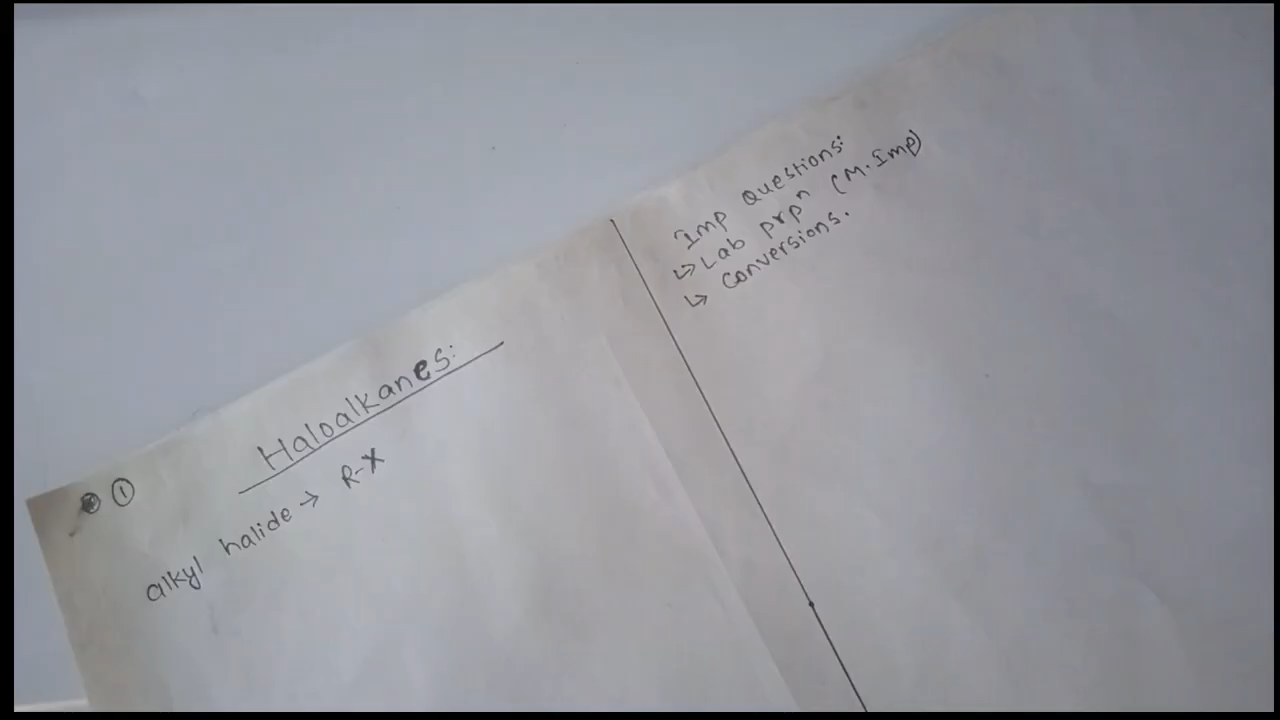 ① Haloalkanes:
alkyl halide → R-X
Imp questions:
↳ Lab prpⁿ (M.Imp)
↳ conversions.